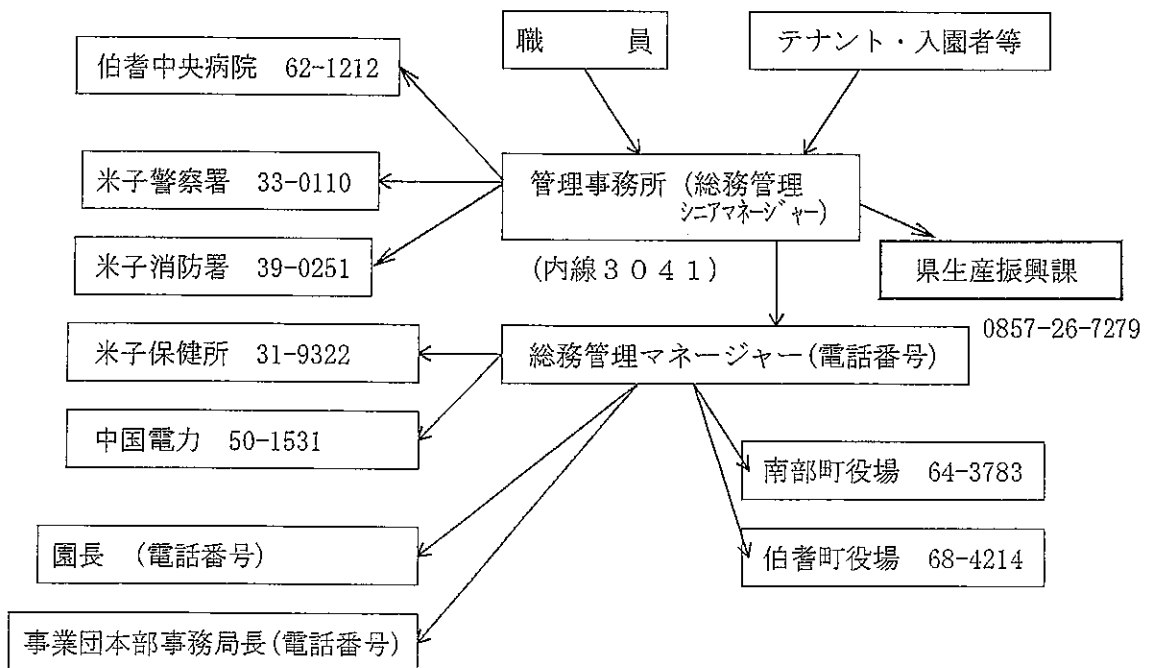 職　　　員
テナント・入園者等
伯耆中央病院　62-1212
米子警察署　33-0110
管理事務所（総務管理
シニアマネージャー）
米子消防署　39-0251
（内線３０４１）
県生産振興課
0857-26-7279
米子保健所　31-9322
総務管理マネージャー(電話番号)
中国電力　50-1531
南部町役場　64-3783
園長　（電話番号）
伯耆町役場　68-4214
事業団本部事務局長(電話番号)